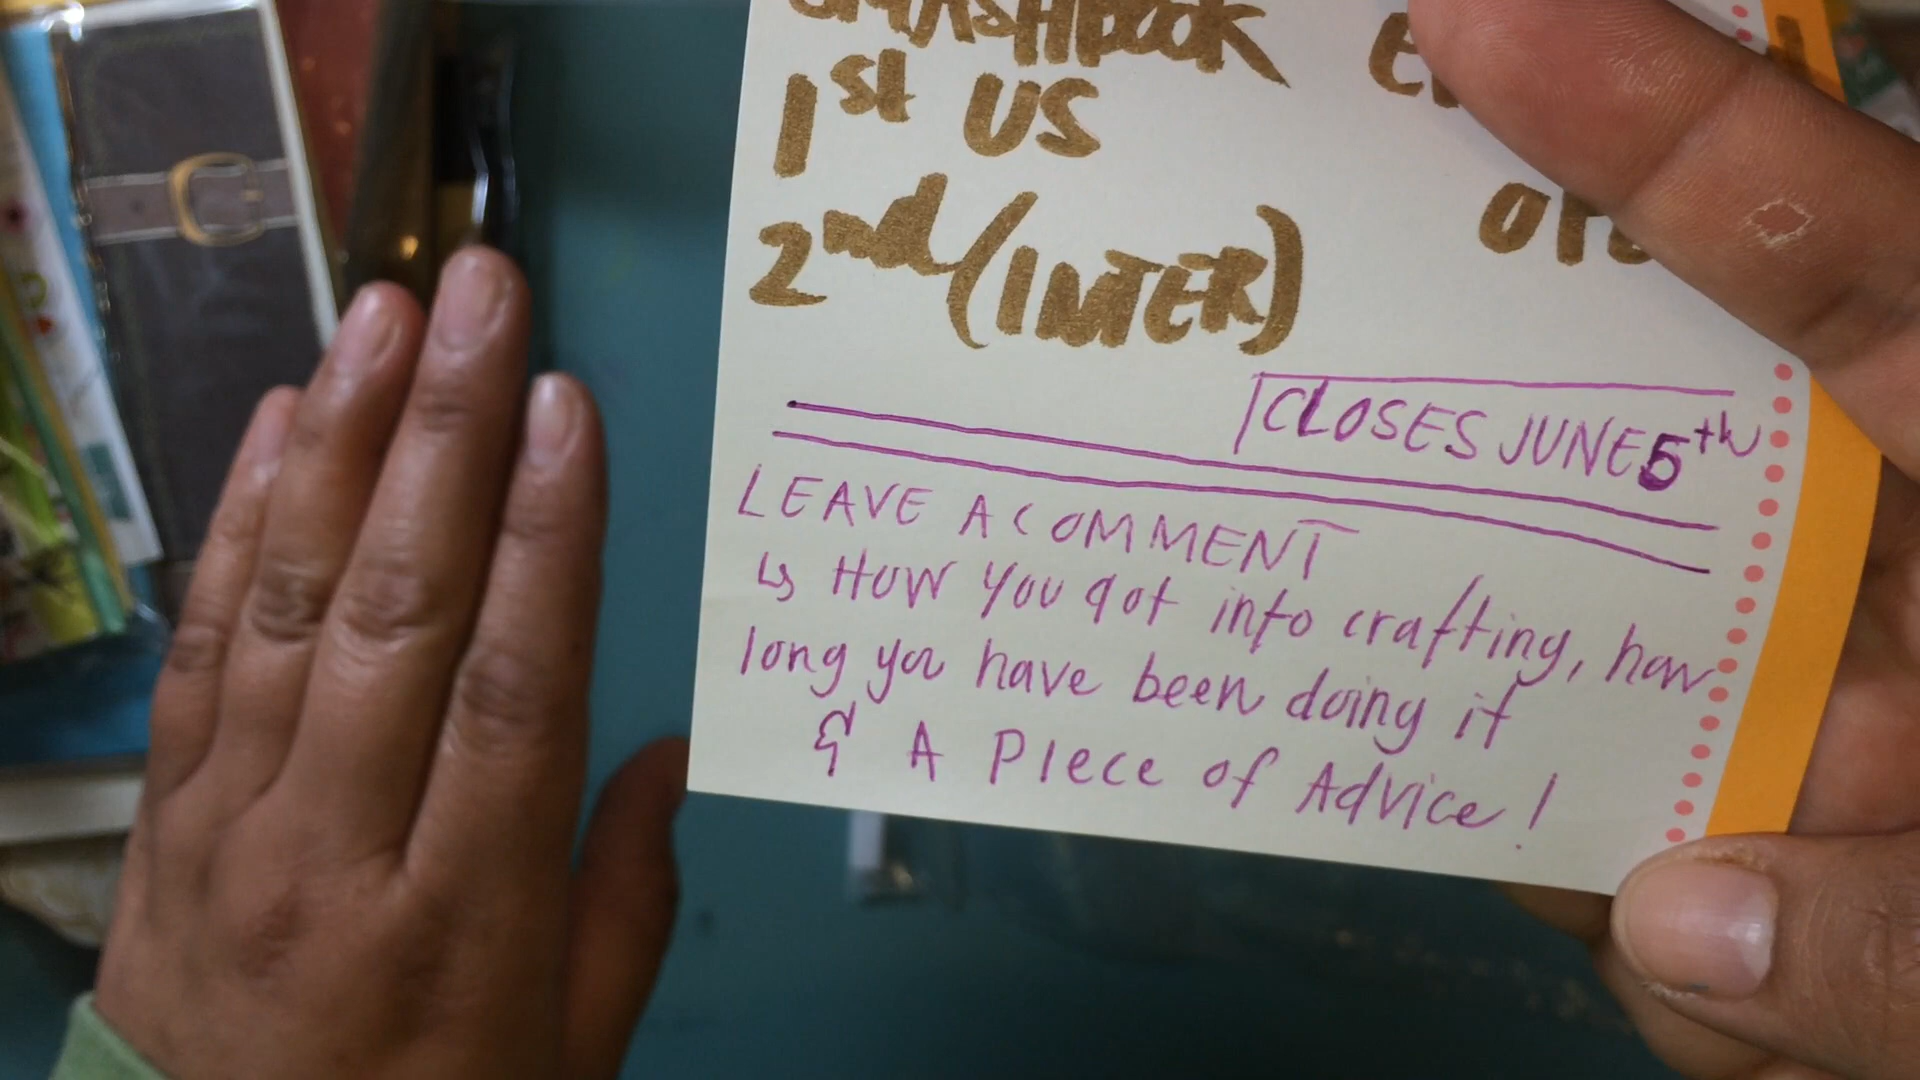 SMASHBOOK
1st US
2nd (INTER)
CLOSES JUNE 5th
LEAVE A COMMENT
↳ HOW YOU got into crafting, how
long you have been doing it
& A Piece of Advice!